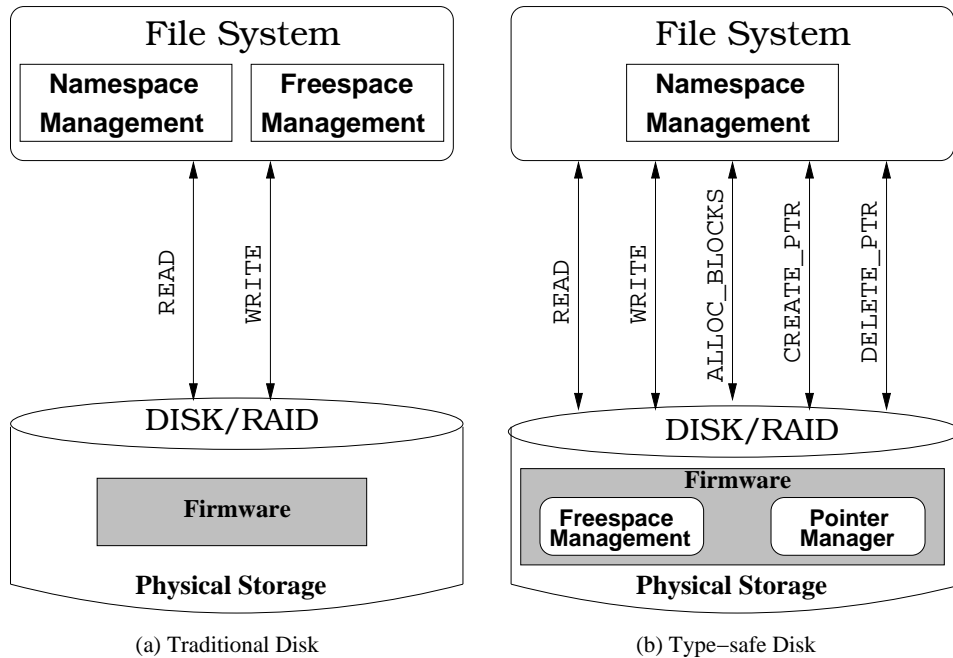 File System
Namespace
Management
Freespace
Management
READ
WRITE
DISK/RAID
Firmware
Physical Storage
(a) Traditional Disk
File System
Namespace
Management
READ
WRITE
ALLOC_BLOCKS
CREATE_PTR
DELETE_PTR
DISK/RAID
Firmware
Freespace
Management
Pointer
Manager
Physical Storage
(b) Type−safe Disk